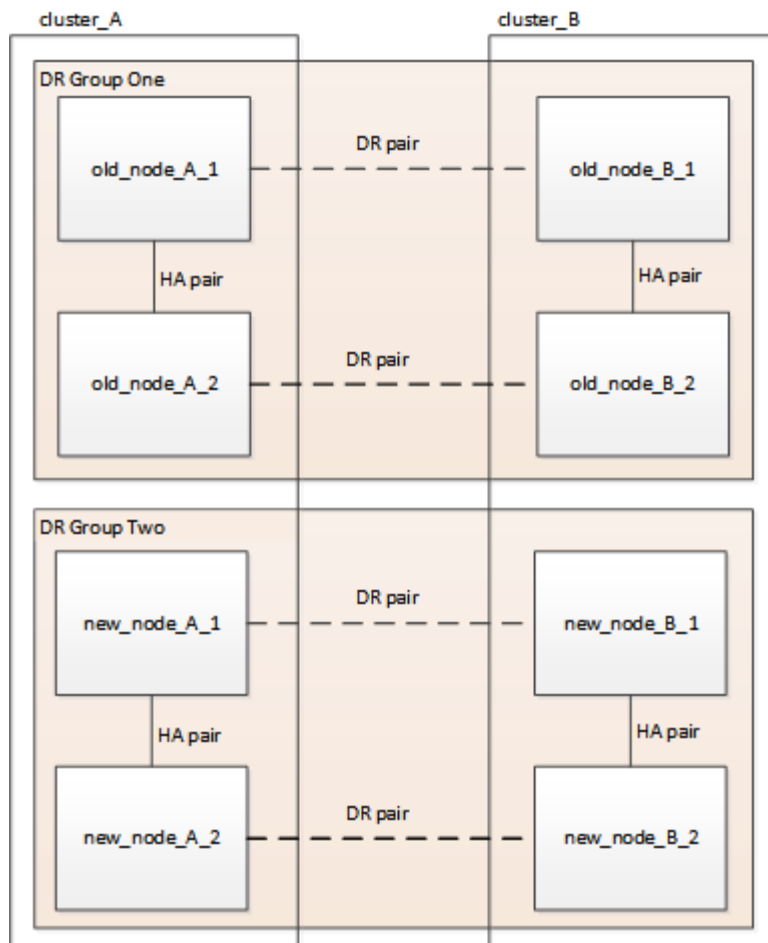 cluster_A
cluster_B
DR Group One
old_node_A_1
DR pair
old_node_B_1
HA pair
HA pair
old_node_A_2
DR pair
old_node_B_2
DR Group Two
new_node_A_1
DR pair
new_node_B_1
HA pair
HA pair
new_node_A_2
DR pair
new_node_B_2